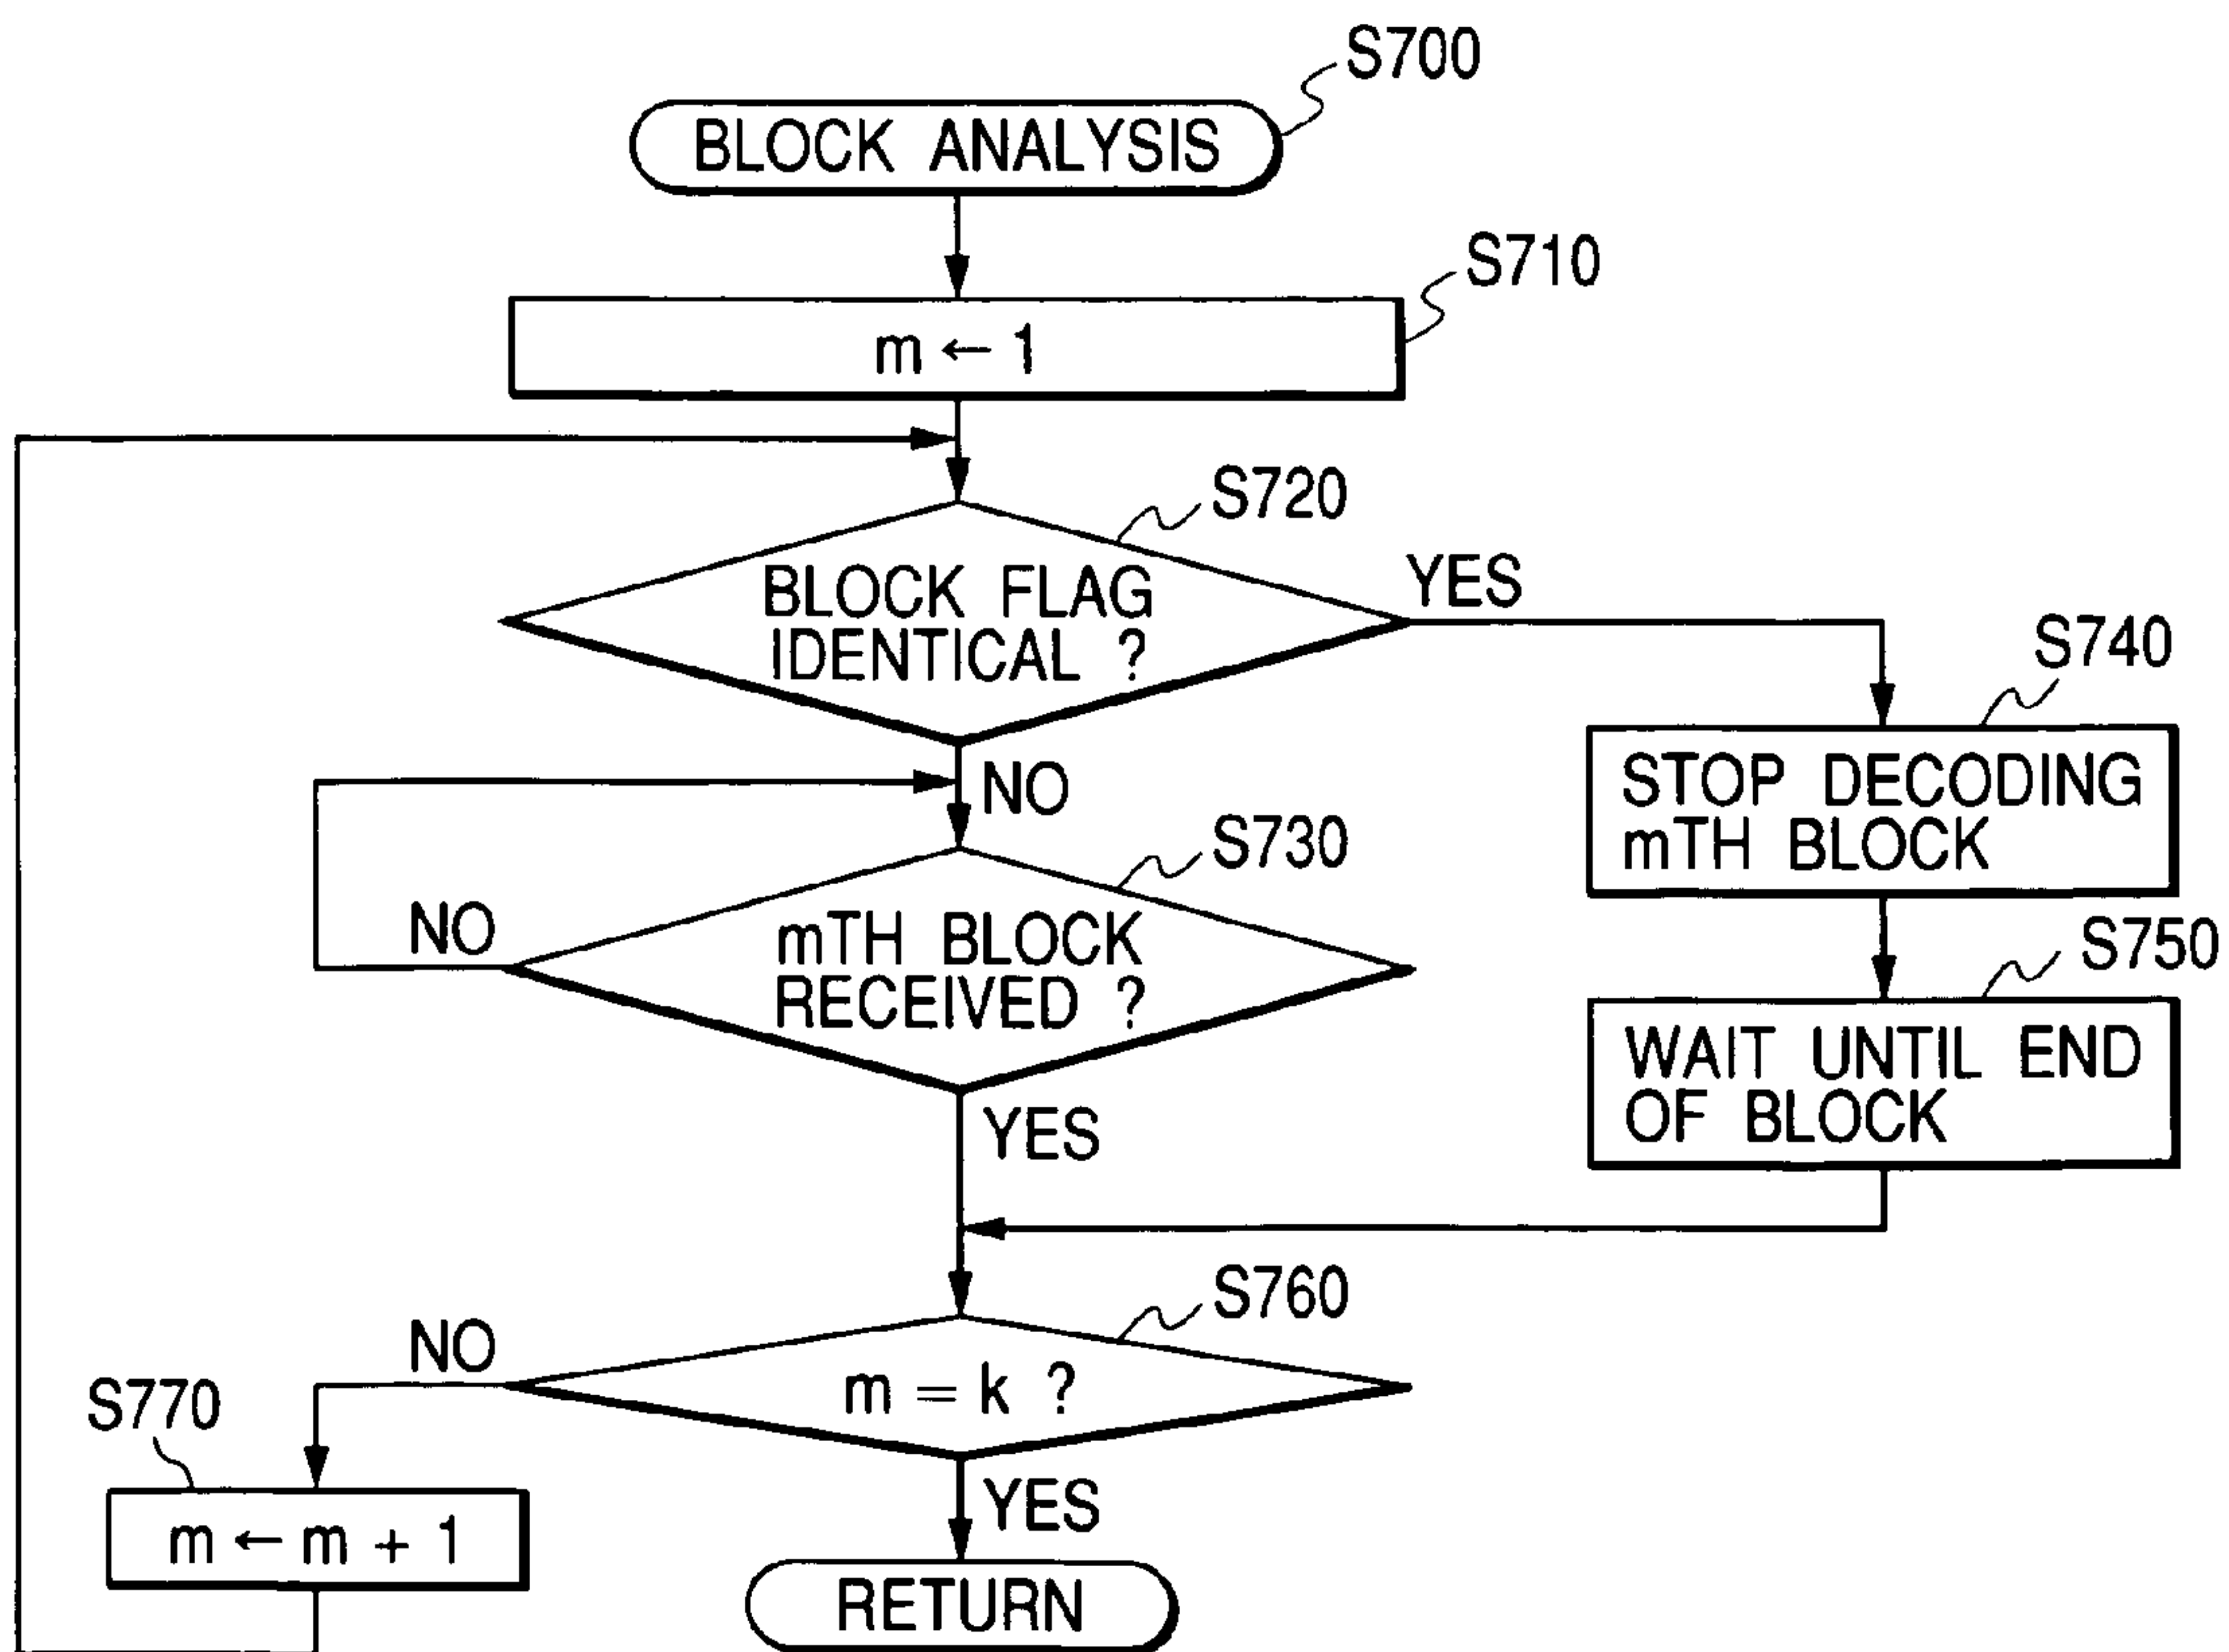 S700
BLOCK ANALYSIS
S710
m ← 1
S720
BLOCK FLAG
IDENTICAL ?
YES
NO
S740
STOP DECODING
mTH BLOCK
S730
mTH BLOCK
RECEIVED ?
NO
YES
S750
WAIT UNTIL END
OF BLOCK
S760
m = k ?
NO
YES
S770
m ← m + 1
RETURN